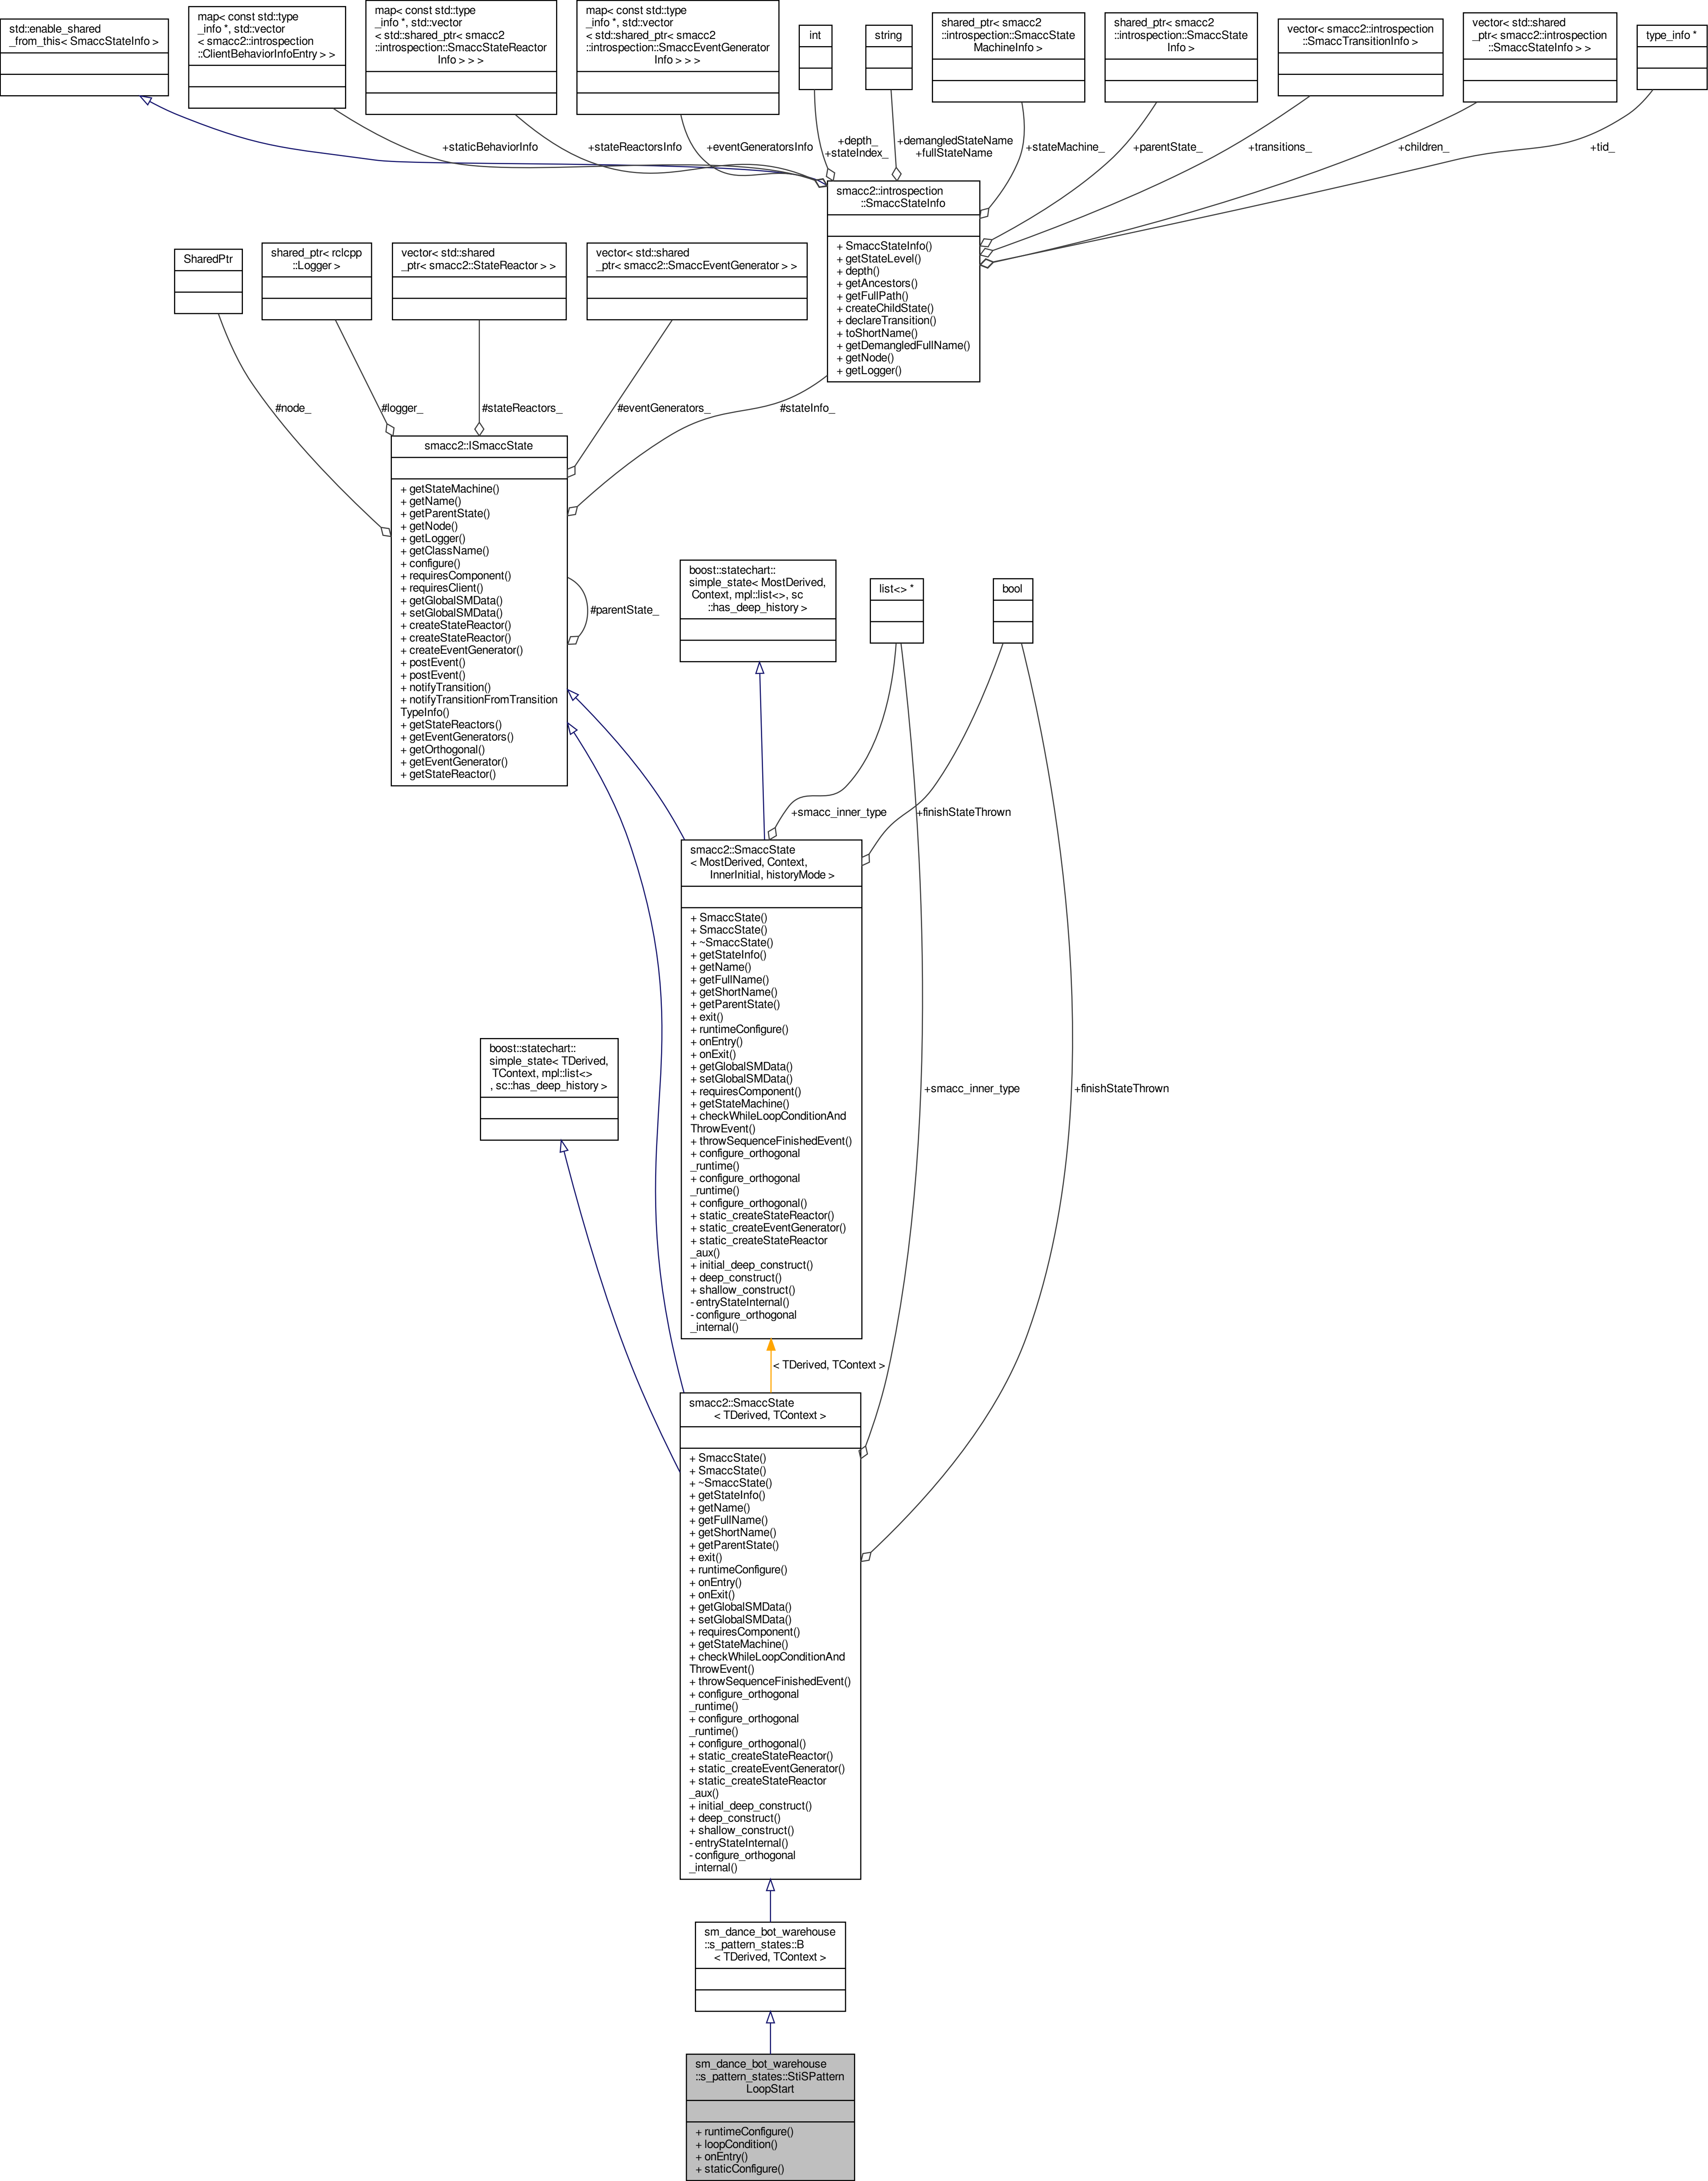 std::enable_shared
_from_this< SmaccStateInfo >
map< const std::type
_info *, std::vector
< smacc2::introspection
::ClientBehaviorInfoEntry > >
map< const std::type
_info *, std::vector
< std::shared_ptr< smacc2
::introspection::SmaccStateReactor
Info > > >
map< const std::type
_info *, std::vector
< std::shared_ptr< smacc2
::introspection::SmaccEventGenerator
Info > > >
int
string
shared_ptr< smacc2
::introspection::SmaccState
MachineInfo >
shared_ptr< smacc2
::introspection::SmaccState
Info >
vector< smacc2::introspection
::SmaccTransitionInfo >
vector< std::shared
_ptr< smacc2::introspection
::SmaccStateInfo > >
type_info *
+staticBehaviorInfo
+stateReactorsInfo
+eventGeneratorsInfo
+depth_
+stateIndex_
+demangledStateName
+fullStateName
+stateMachine_
+parentState_
+transitions_
+children_
+tid_
smacc2::introspection
::SmaccStateInfo
+ SmaccStateInfo()
+ getStateLevel()
+ depth()
+ getAncestors()
+ getFullPath()
+ createChildState()
+ declareTransition()
+ toShortName()
+ getDemangledFullName()
+ getNode()
+ getLogger()
SharedPtr
shared_ptr< rclcpp
::Logger >
vector< std::shared
_ptr< smacc2::StateReactor > >
vector< std::shared
_ptr< smacc2::SmaccEventGenerator > >
#node_
#logger_
#stateReactors_
#eventGenerators_
#stateInfo_
smacc2::ISmaccState
+ getStateMachine()
+ getName()
+ getParentState()
+ getNode()
+ getLogger()
+ getClassName()
+ configure()
+ requiresComponent()
+ requiresClient()
+ getGlobalSMData()
+ setGlobalSMData()
+ createStateReactor()
+ createStateReactor()
+ createEventGenerator()
+ postEvent()
+ postEvent()
+ notifyTransition()
+ notifyTransitionFromTransition
TypeInfo()
+ getStateReactors()
+ getEventGenerators()
+ getOrthogonal()
+ getEventGenerator()
+ getStateReactor()
#parentState_
boost::statechart::
simple_state< MostDerived,
Context, mpl::list<>, sc
::has_deep_history >
list<> *
bool
+smacc_inner_type
+finishStateThrown
smacc2::SmaccState
< MostDerived, Context,
InnerInitial, historyMode >
+ SmaccState()
+ SmaccState()
+ ~SmaccState()
+ getStateInfo()
+ getName()
+ getFullName()
+ getShortName()
+ getParentState()
+ exit()
+ runtimeConfigure()
+ onEntry()
+ onExit()
+ getGlobalSMData()
+ setGlobalSMData()
+ requiresComponent()
+ getStateMachine()
+ checkWhileLoopConditionAnd
ThrowEvent()
+ throwSequenceFinishedEvent()
+ configure_orthogonal
_runtime()
+ configure_orthogonal
_runtime()
+ configure_orthogonal()
+ static_createStateReactor()
+ static_createEventGenerator()
+ static_createStateReactor
_aux()
+ initial_deep_construct()
+ deep_construct()
+ shallow_construct()
- entryStateInternal()
- configure_orthogonal
_internal()
boost::statechart::
simple_state< TDerived,
TContext, mpl::list<>
, sc::has_deep_history >
+smacc_inner_type
+finishStateThrown
< TDerived, TContext >
smacc2::SmaccState
< TDerived, TContext >
+ SmaccState()
+ SmaccState()
+ ~SmaccState()
+ getStateInfo()
+ getName()
+ getFullName()
+ getShortName()
+ getParentState()
+ exit()
+ runtimeConfigure()
+ onEntry()
+ onExit()
+ getGlobalSMData()
+ setGlobalSMData()
+ requiresComponent()
+ getStateMachine()
+ checkWhileLoopConditionAnd
ThrowEvent()
+ throwSequenceFinishedEvent()
+ configure_orthogonal
_runtime()
+ configure_orthogonal
_runtime()
+ configure_orthogonal()
+ static_createStateReactor()
+ static_createEventGenerator()
+ static_createStateReactor
_aux()
+ initial_deep_construct()
+ deep_construct()
+ shallow_construct()
- entryStateInternal()
- configure_orthogonal
_internal()
sm_dance_bot_warehouse
::s_pattern_states::B
< TDerived, TContext >
sm_dance_bot_warehouse
::s_pattern_states::StiSPattern
LoopStart
+ runtimeConfigure()
+ loopCondition()
+ onEntry()
+ staticConfigure()